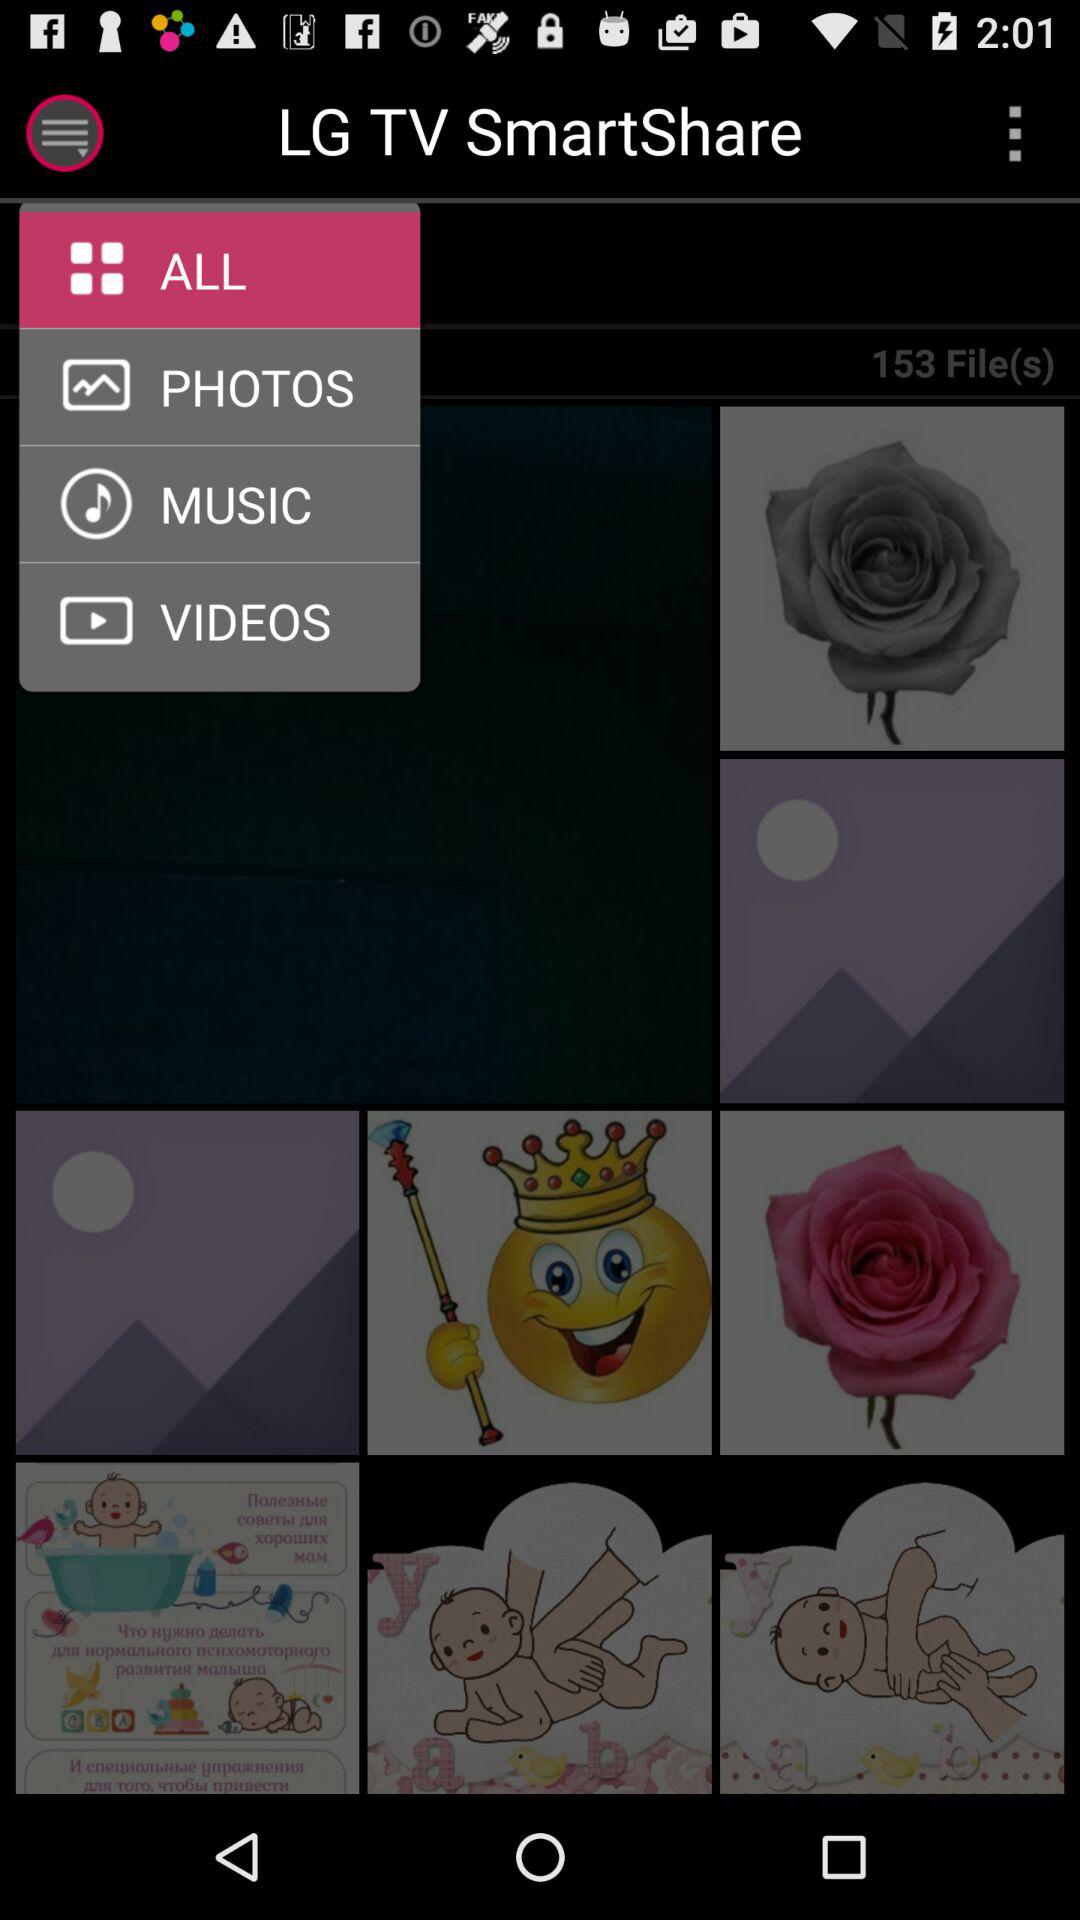 FAKE
2:01
LG TV SmartShare
ALL
153 File(s)
PHOTOS
MUSIC
VIDEOS
Полезные
советы для
хороших
мам
Что нужно делать
для нормального психомоторного
развития малыша
С В А
И специальные упражнения
для того, чтобы привести
y
a b
y
a b